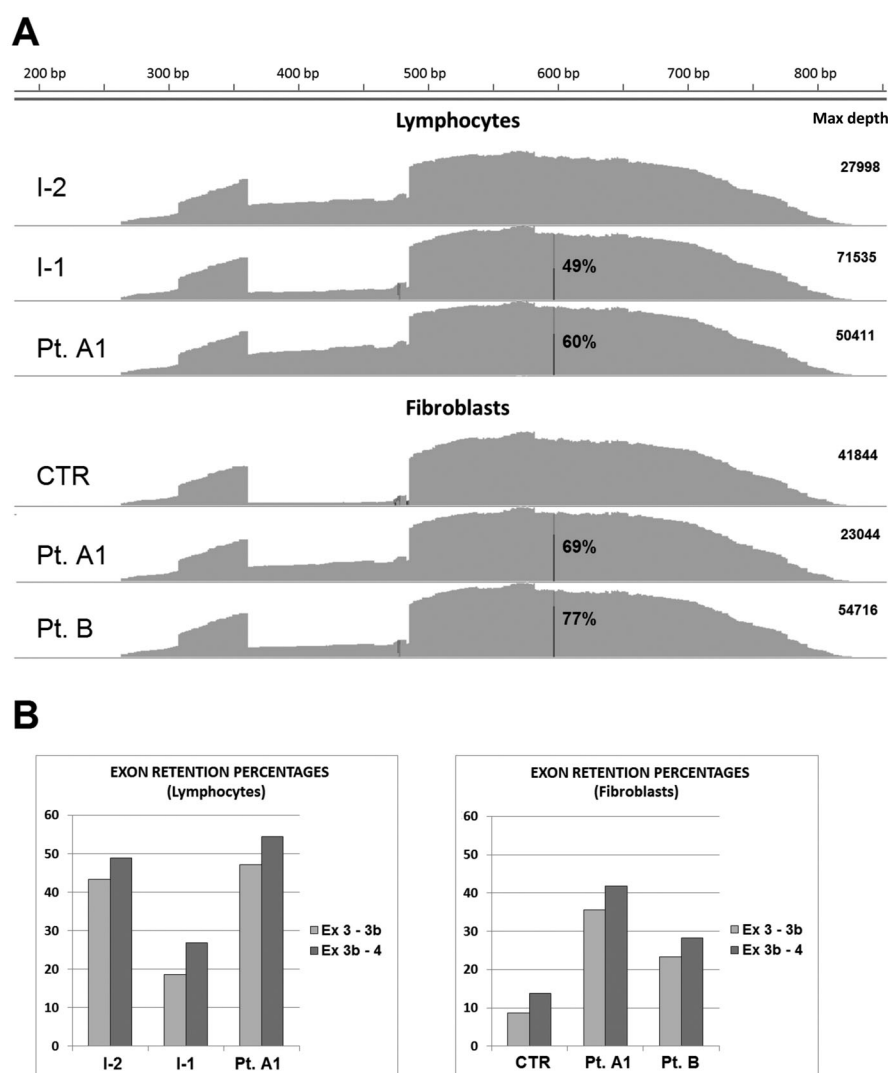 A
200 bp 300 bp 400 bp 500 bp 600 bp 700 bp 800 bp
Lymphocytes
Max depth
I-2
27998
I-1
49%
71535
Pt. A1
60%
50411
Fibroblasts
CTR
41844
Pt. A1
69%
23044
Pt. B
77%
54716
B
EXON RETENTION PERCENTAGES
(Lymphocytes)
60
50
40
30
20
10
0
I-2 I-1 Pt. A1
Ex 3 - 3b
Ex 3b - 4
EXON RETENTION PERCENTAGES
(Fibroblasts)
60
50
40
30
20
10
0
CTR Pt. A1 Pt. B
Ex 3 - 3b
Ex 3b - 4